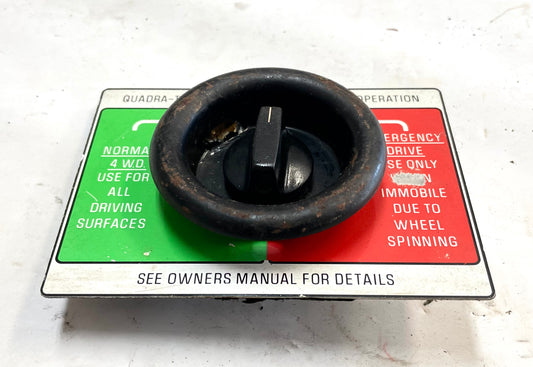 QUADRA-T OPERATION
NORMA
4 W.D.
USE FOR
ALL
DRIVING
SURFACES
ERGENCY
DRIVE
SE ONLY
N
IMMOBILE
DUE TO
WHEEL
SPINNING
SEE OWNERS MANUAL FOR DETAILS